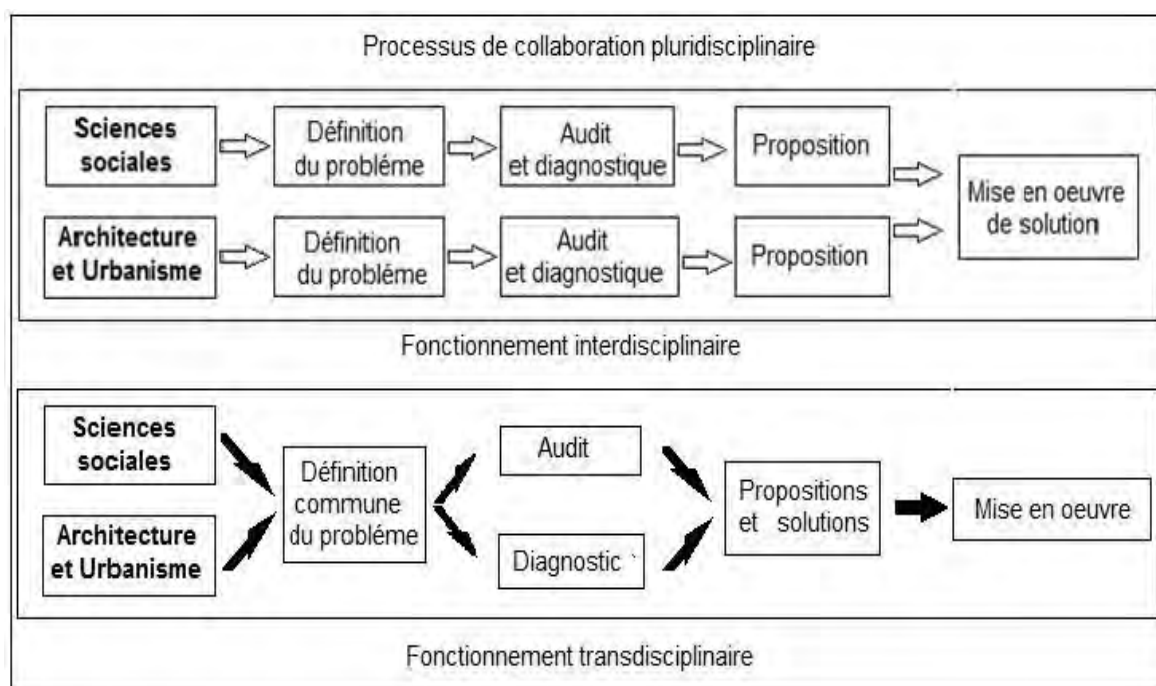 Processus de collaboration pluridisciplinaire
Sciences
sociales
Définition
du probléme
Audit
et diagnostique
Proposition
Architecture
et Urbanisme
Définition
du probléme
Audit
et diagnostique
Proposition
Mise en oeuvre
de solution
Fonctionnement interdisciplinaire
Sciences
sociales
Architecture
et Urbanisme
Définition
commune
du probléme
Audit
Diagnostic
Propositions
et solutions
Mise en oeuvre
Fonctionnement transdisciplinaire